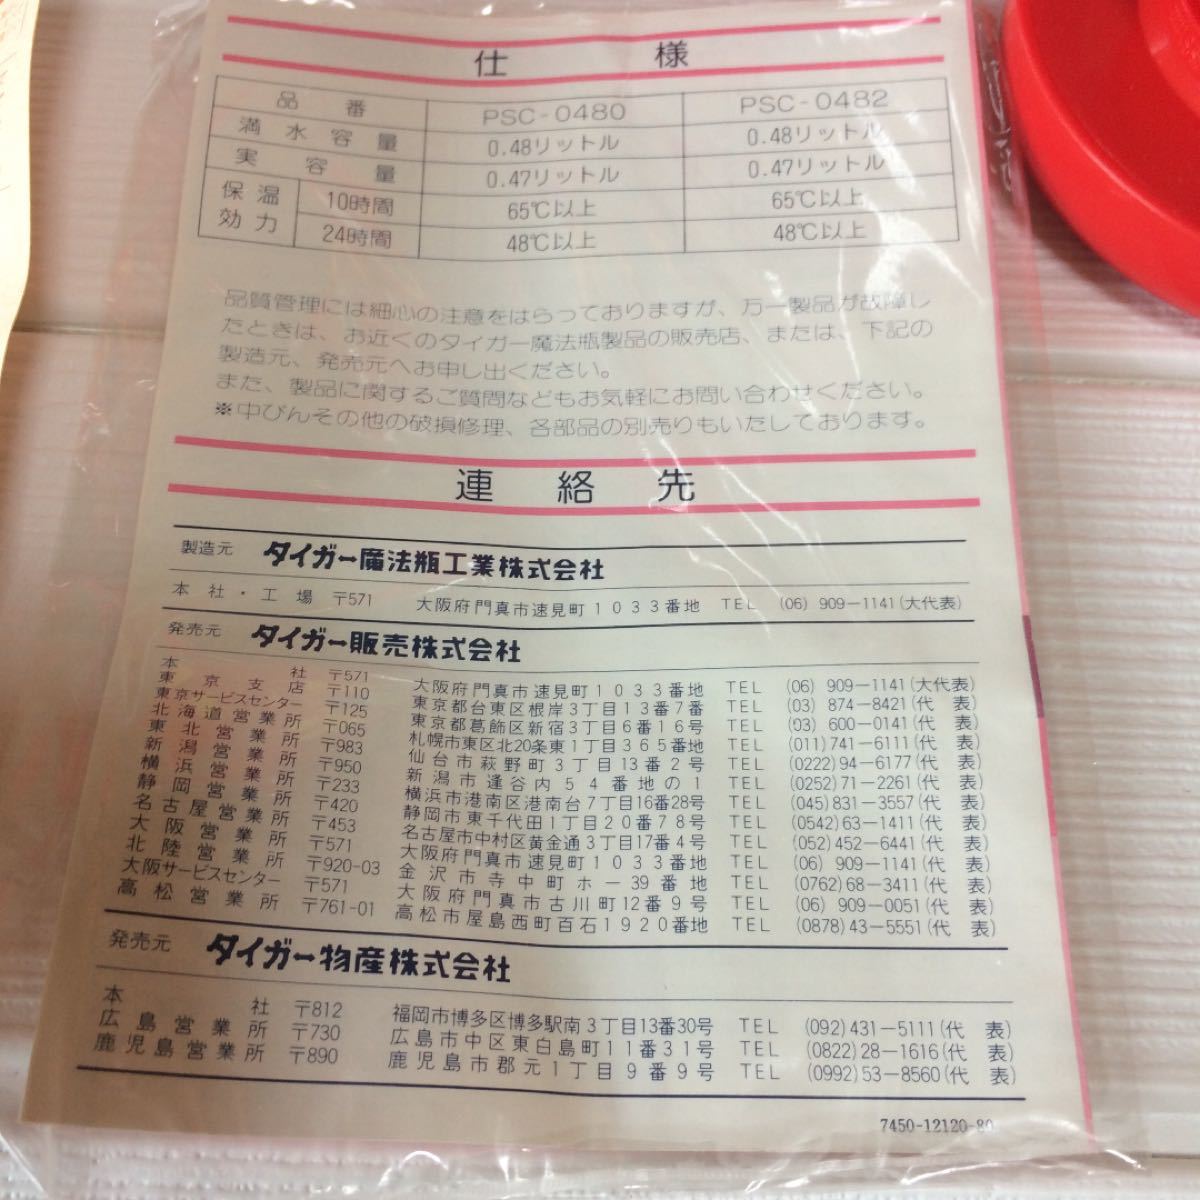 仕様
品番 PSC-0480 PSC-0482
満水容量 0.48リットル 0.48リットル
実容量 0.47リットル 0.47リットル
保温効力 10時間 65℃以上 65℃以上
24時間 48℃以上 48℃以上
品質管理には細心の注意をはらっておりますが、万一製品が故障し
たときは、お近くのタイガー魔法瓶製品の販売店、または、下記の
製造元、発売元へお申し出ください。
また、製品に関するご質問などもお気軽にお問い合わせください。
※中びんその他の破損修理、各部品の別売りもいたしております。
連絡先
製造元 タイガー魔法瓶工業株式会社
本社・工場 〒571 大阪府門真市速見町1033番地 TEL (06) 909-1141(大代表)
発売元 タイガー販売株式会社
本社 〒571 大阪府門真市速見町1033番地 TEL (06) 909-1141(大代表)
東京支店 〒110 東京都台東区根岸3丁目13番7番 TEL (03) 874-8421(代表)
東京サービスセンター 〒125 東京都葛飾区新宿3丁目6番16号 TEL (03) 600-0141(代表)
北海道営業所 〒065 札幌市東区北20条東1丁目365番地 TEL (011)741-6111(代表)
東北営業所 〒983 仙台市萩野町3丁目13番2号 TEL (0222)94-6177(代表)
新潟営業所 〒950 新潟市逢谷内54番地の1 TEL (0252)71-2261(代表)
横浜営業所 〒233 横浜市港南区港南台7丁目16番28号 TEL (045)831-3557(代表)
静岡営業所 〒420 静岡市東千代田1丁目20番78号 TEL (0542)63-1411(代表)
名古屋営業所 〒453 名古屋市中村区黄金通3丁目17番4号 TEL (052)452-6441(代表)
大阪営業所 〒571 大阪府門真市速見町1033番地 TEL (06) 909-1141(代表)
北陸営業所 〒920-03 金沢市寺中町ホー39番地 TEL (0762)68-3411(代表)
大阪サービスセンター 〒571 大阪府門真市古川町12番9号 TEL (06) 909-0051(代表)
高松営業所 〒761-01 高松市屋島西町百石1920番地 TEL (0878)43-5551(代表)
発売元 タイガー物産株式会社
本社 〒812 福岡市博多区博多駅南3丁目13番30号 TEL (092)431-5111(代表)
広島営業所 〒730 広島市中区東白島町11番31号 TEL (0822)28-1616(代表)
鹿児島営業所 〒890 鹿児島市郡元1丁目9番9号 TEL (0992)53-8560(代表)
7450-12120-80